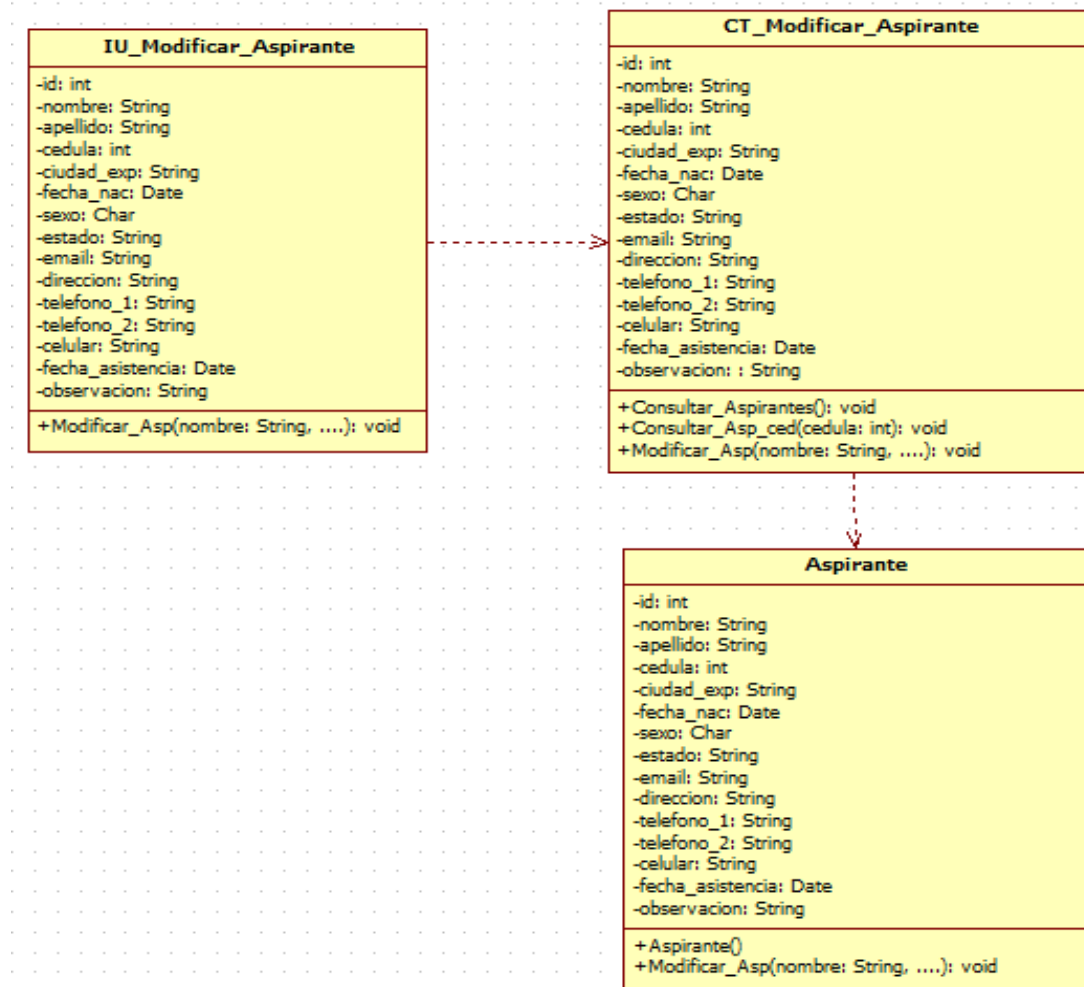 IU_Modificar_Aspirante
-id: int
-nombre: String
-apellido: String
-cedula: int
-ciudad_exp: String
-fecha_nac: Date
-sexo: Char
-estado: String
-email: String
-direccion: String
-telefono_1: String
-telefono_2: String
-celular: String
-fecha_asistencia: Date
-observacion: String
+Modificar_Asp(nombre: String, ....): void
CT_Modificar_Aspirante
-id: int
-nombre: String
-apellido: String
-cedula: int
-ciudad_exp: String
-fecha_nac: Date
-sexo: Char
-estado: String
-email: String
-direccion: String
-telefono_1: String
-telefono_2: String
-celular: String
-fecha_asistencia: Date
-observacion: : String
+Consultar_Aspirantes(): void
+Consultar_Asp_ced(cedula: int): void
+Modificar_Asp(nombre: String, ....): void
Aspirante
-id: int
-nombre: String
-apellido: String
-cedula: int
-ciudad_exp: String
-fecha_nac: Date
-sexo: Char
-estado: String
-email: String
-direccion: String
-telefono_1: String
-telefono_2: String
-celular: String
-fecha_asistencia: Date
-observacion: String
+Aspirante()
+Modificar_Asp(nombre: String, ....): void